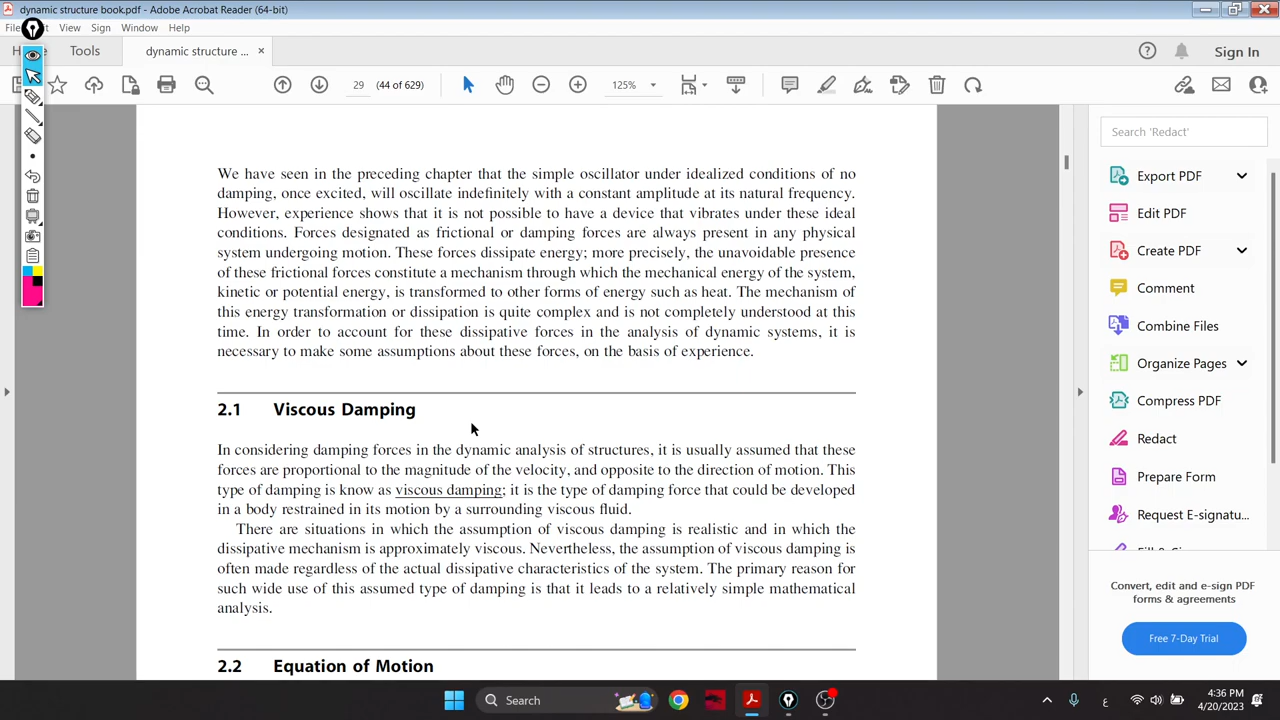 dynamic structure book.pdf - Adobe Acrobat Reader (64-bit)
File
View
Sign
Window
Help
Tools
dynamic structure ...
Sign In
29
(44 of 629)
125%
We have seen in the preceding chapter that the simple oscillator under idealized conditions of no
damping, once excited, will oscillate indefinitely with a constant amplitude at its natural frequency.
However, experience shows that it is not possible to have a device that vibrates under these ideal
conditions. Forces designated as frictional or damping forces are always present in any physical
system undergoing motion. These forces dissipate energy; more precisely, the unavoidable presence
of these frictional forces constitute a mechanism through which the mechanical energy of the system,
kinetic or potential energy, is transformed to other forms of energy such as heat. The mechanism of
this energy transformation or dissipation is quite complex and is not completely understood at this
time. In order to account for these dissipative forces in the analysis of dynamic systems, it is
necessary to make some assumptions about these forces, on the basis of experience.
2.1 Viscous Damping
In considering damping forces in the dynamic analysis of structures, it is usually assumed that these
forces are proportional to the magnitude of the velocity, and opposite to the direction of motion. This
type of damping is know as viscous damping; it is the type of damping force that could be developed
in a body restrained in its motion by a surrounding viscous fluid.
There are situations in which the assumption of viscous damping is realistic and in which the
dissipative mechanism is approximately viscous. Nevertheless, the assumption of viscous damping is
often made regardless of the actual dissipative characteristics of the system. The primary reason for
such wide use of this assumed type of damping is that it leads to a relatively simple mathematical
analysis.
2.2 Equation of Motion
Search 'Redact'
Export PDF
Edit PDF
Create PDF
Comment
Combine Files
Organize Pages
Compress PDF
Redact
Prepare Form
Request E-signatu...
Convert, edit and e-sign PDF
forms & agreements
Free 7-Day Trial
Search
ع
4:36 PM
4/20/2023